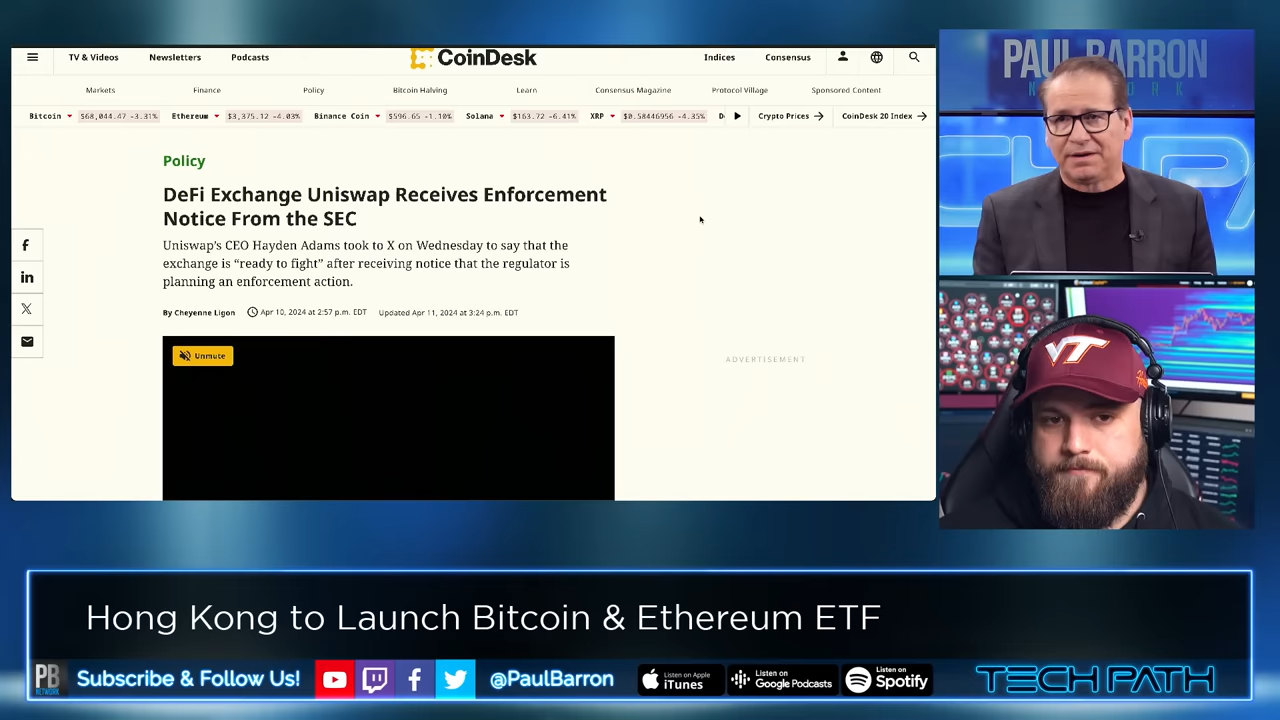 TV & Videos Newsletters Podcasts CoinDesk Indices Consensus
Markets Finance Policy Bitcoin Halving Learn Consensus Magazine Protocol Village Sponsored Content
Bitcoin $68,044.47 -3.31% Ethereum $3,375.12 -4.03% Binance Coin $596.65 -1.10% Solana $163.72 -6.41% XRP $0.58446956 -4.35% D Crypto Prices CoinDesk 20 Index
Policy
DeFi Exchange Uniswap Receives Enforcement
Notice From the SEC
Uniswap's CEO Hayden Adams took to X on Wednesday to say that the
exchange is “ready to fight” after receiving notice that the regulator is
planning an enforcement action.
By Cheyenne Ligon Apr 10, 2024 at 2:57 p.m. EDT Updated Apr 11, 2024 at 3:24 p.m. EDT
Unmute
ADVERTISEMENT
PAUL BARRON
VT
Hong Kong to Launch Bitcoin & Ethereum ETF
PB
NETWORK
Subscribe & Follow Us!
@PaulBarron
Listen on Apple
iTunes
Listen on
Google Podcasts
Listen on
Spotify
TECH PATH